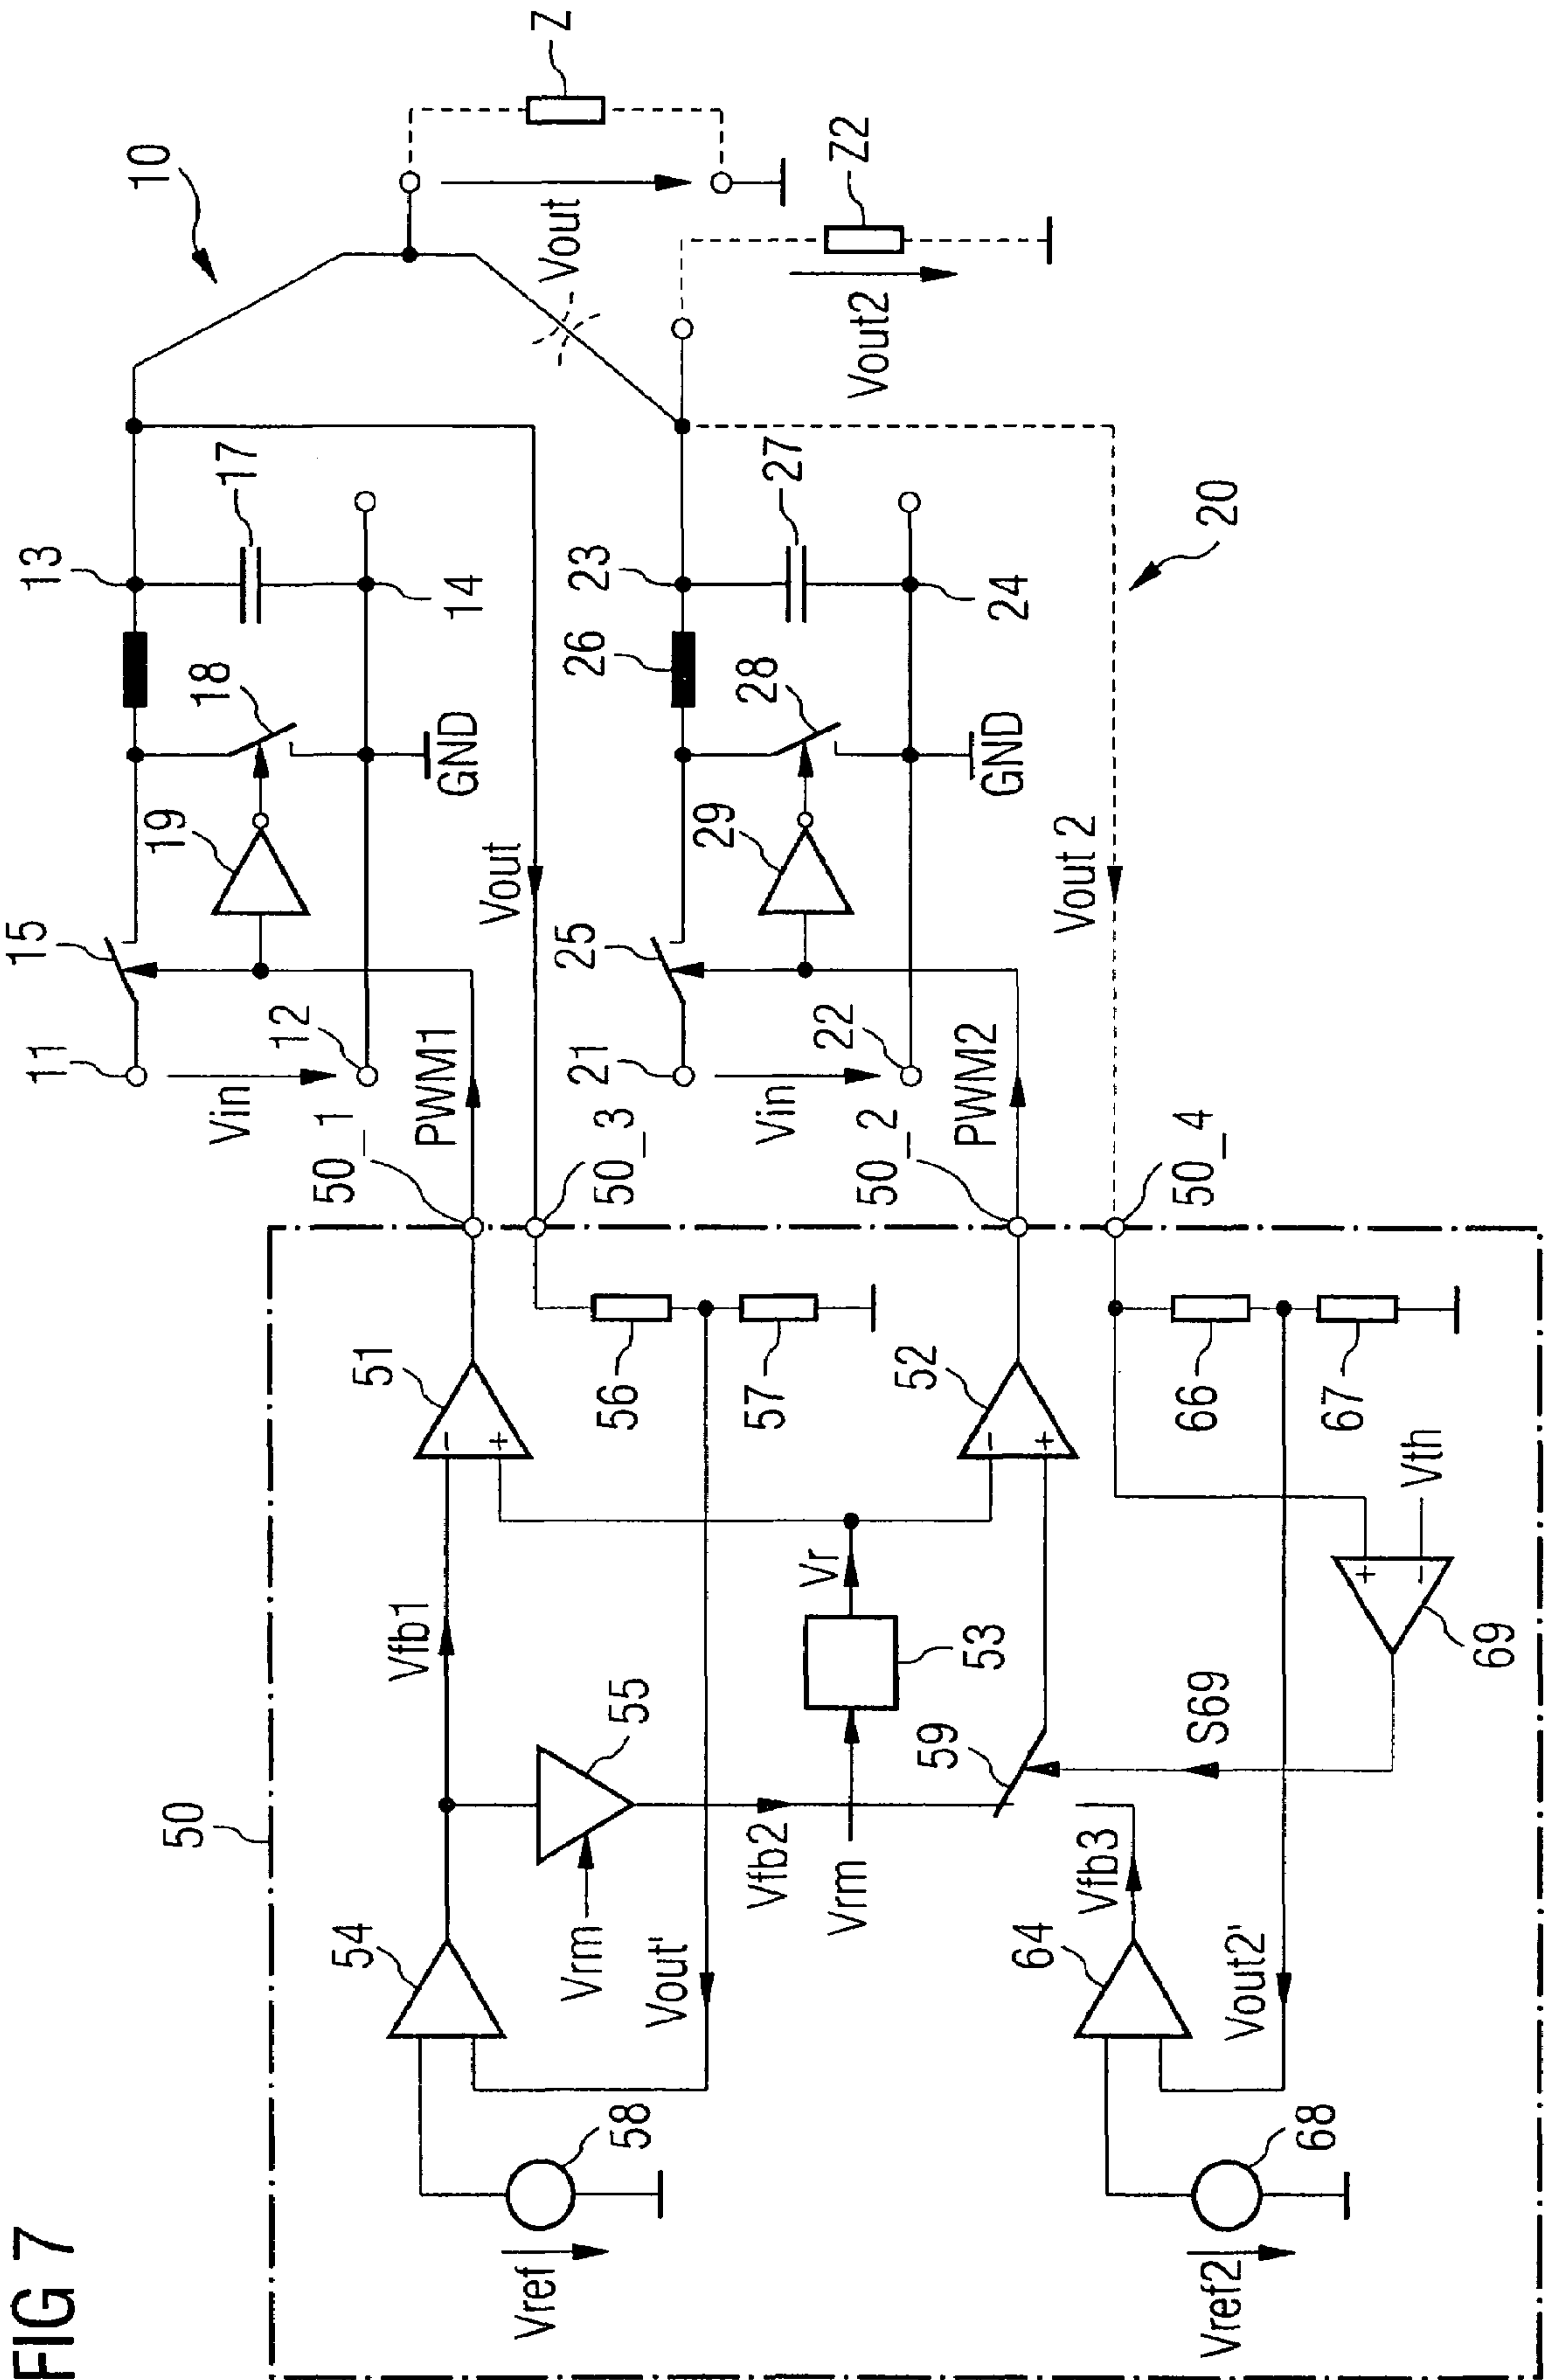 FIG 7
50
Vref
58
54
Vrm
55
Vfb1
51
Vout'
56
57
Vfb2
Vrm
53
Vr
59
52
-
+
-
+
Vref2
68
64
Vfb3
Vout2'
S69
69
+
-
Vth
66
67
50_1
PWM1
50_3
Vout
50_2
PWM2
50_4
Vout 2
11
Vin
12
15
19
18
GND
13
17
14
10
Vout
Z
21
Vin
22
25
29
28
GND
26
23
27
24
20
Vout2
Z2